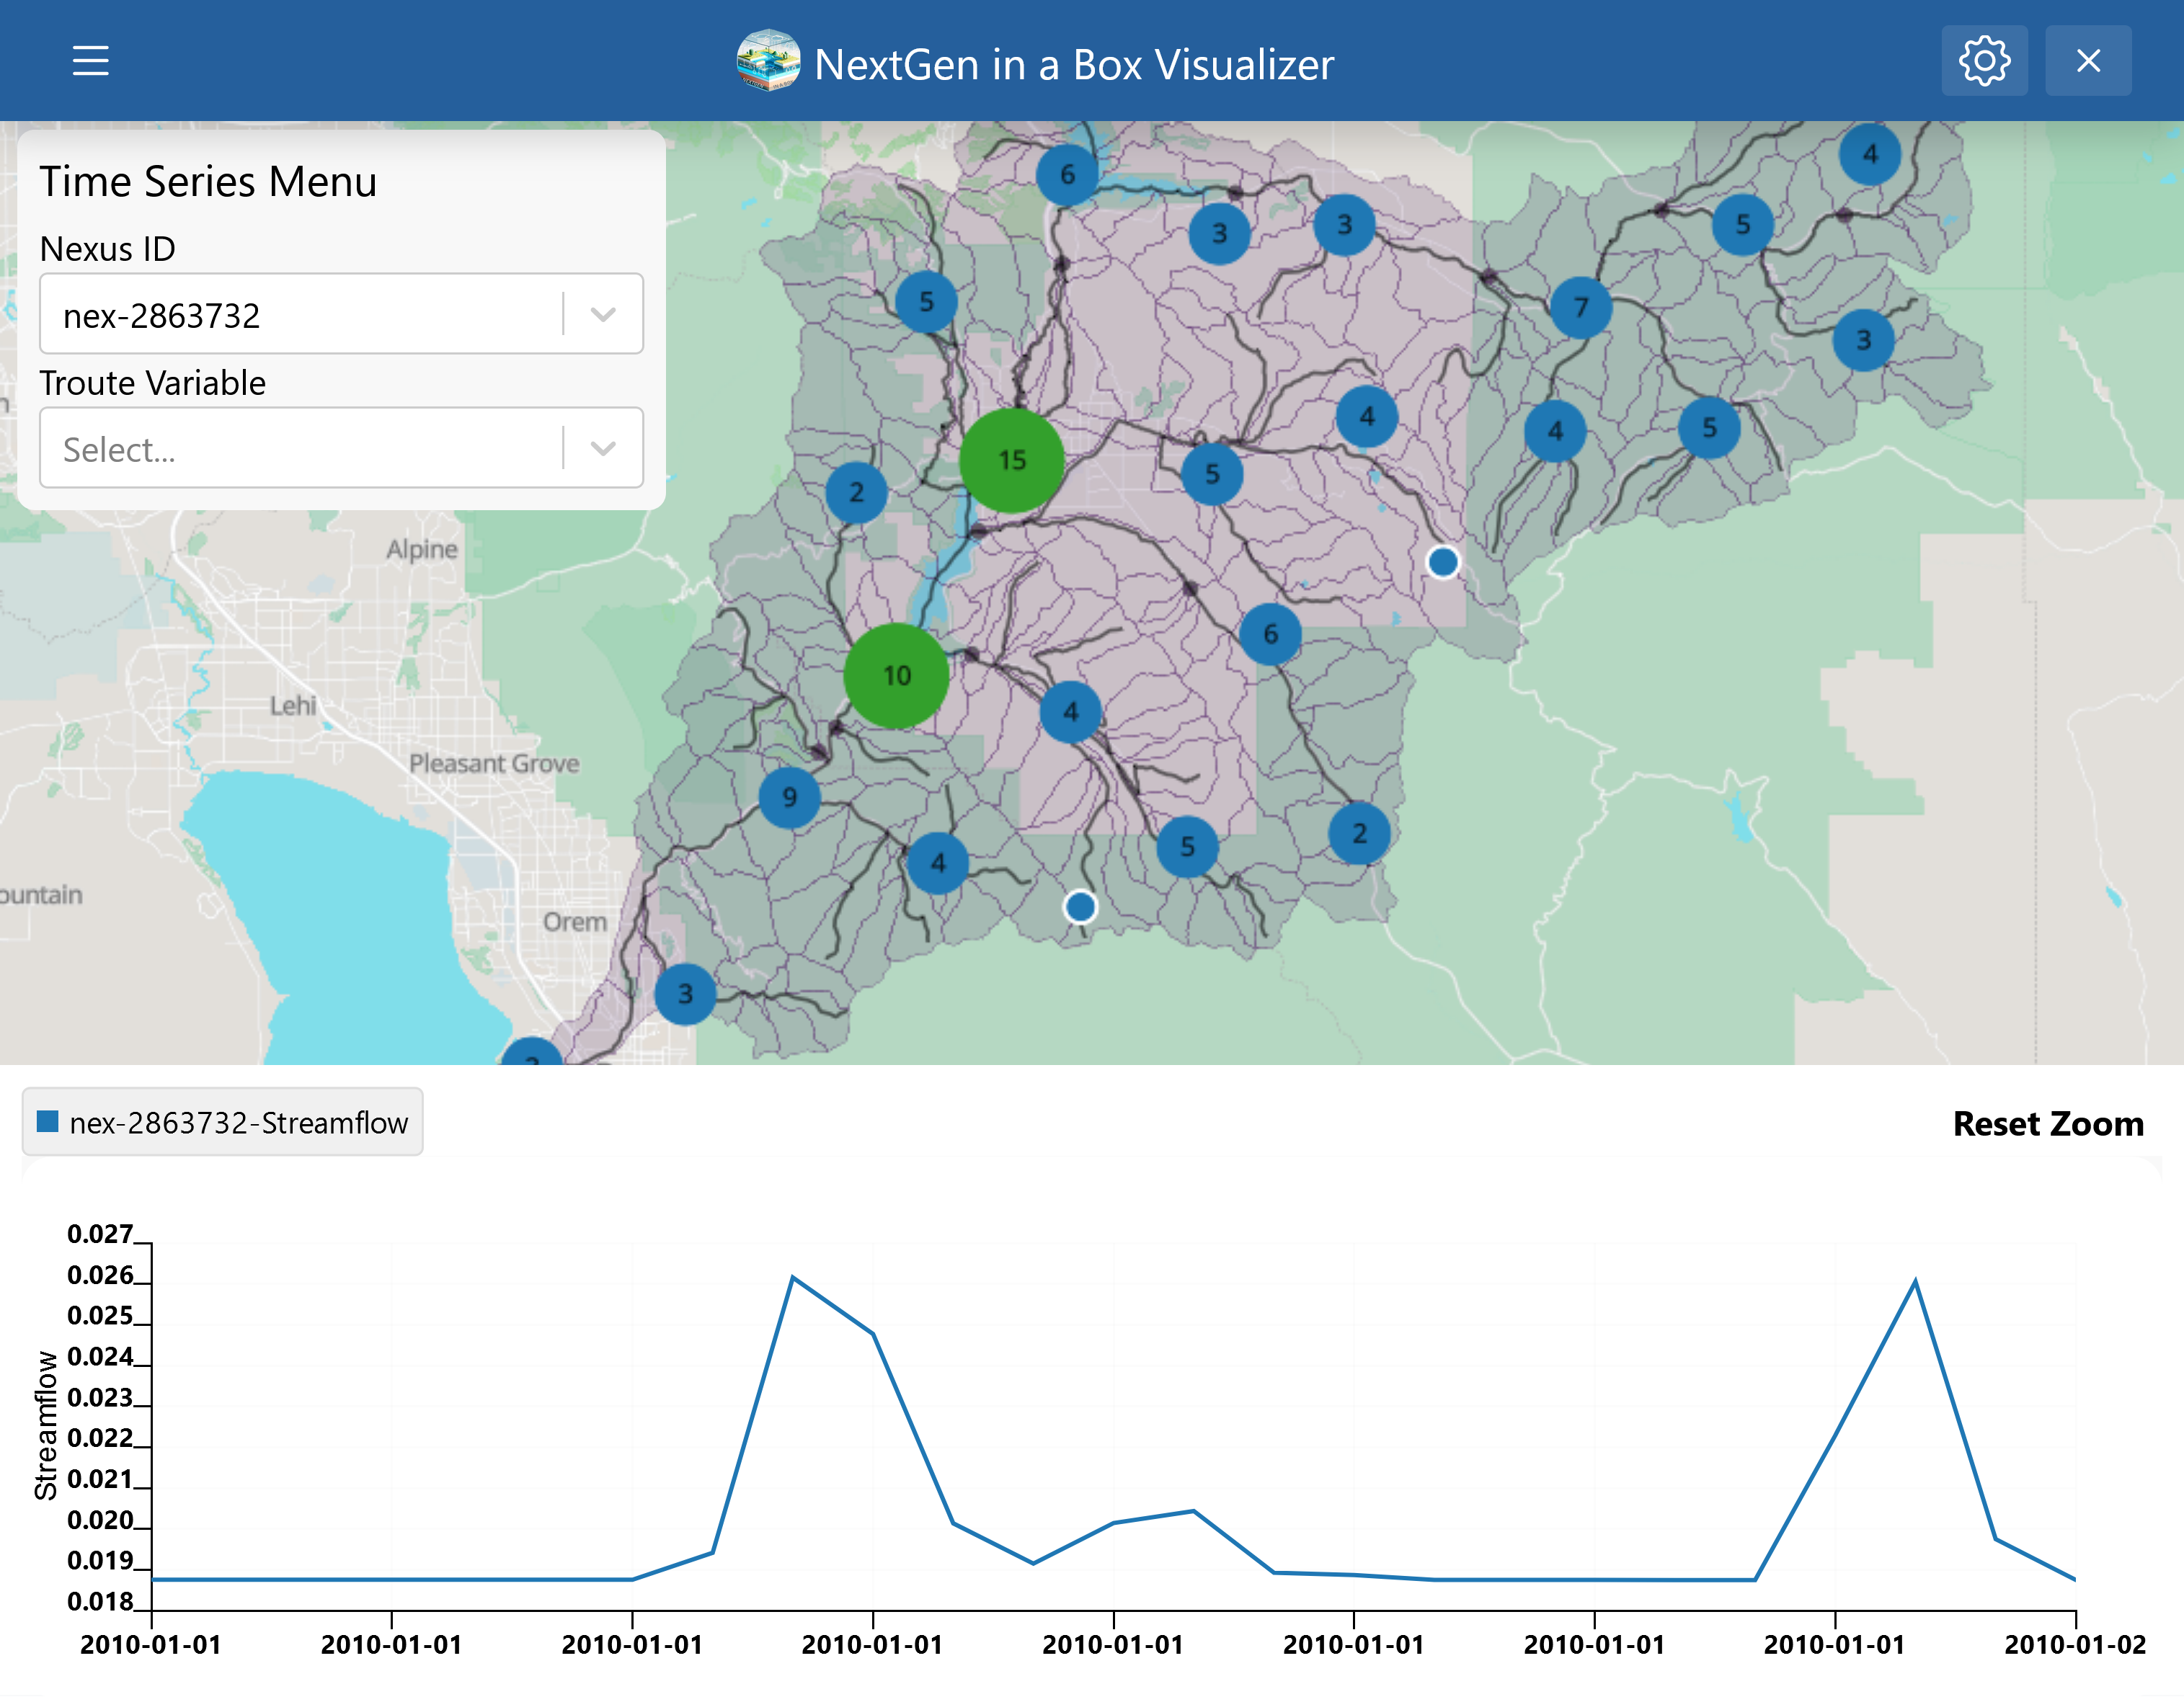 NextGen in a Box Visualizer
Time Series Menu
Nexus ID
nex-2863732
Troute Variable
Select...
6
3
3
4
5
5
7
3
15
2
5
4
4
5
Alpine
6
10
4
Lehi
Pleasant Grove
9
4
5
2
ountain
Orem
3
nex-2863732-Streamflow
Reset Zoom
Streamflow
0.027
0.026
0.025
0.024
0.023
0.022
0.021
0.020
0.019
0.018
2010-01-01 2010-01-01 2010-01-01 2010-01-01 2010-01-01 2010-01-01 2010-01-01 2010-01-01 2010-01-02